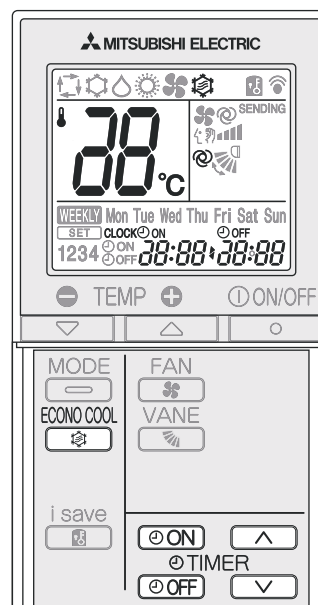 MITSUBISHI ELECTRIC
SENDING
88°C
WEEKLY Mon Tue Wed Thu Fri Sat Sun
SET CLOCK ON OFF
1234 ON OFF 88:88 88:88
TEMP ON/OFF
MODE FAN
ECONO COOL VANE
i save
ON
TIMER
OFF